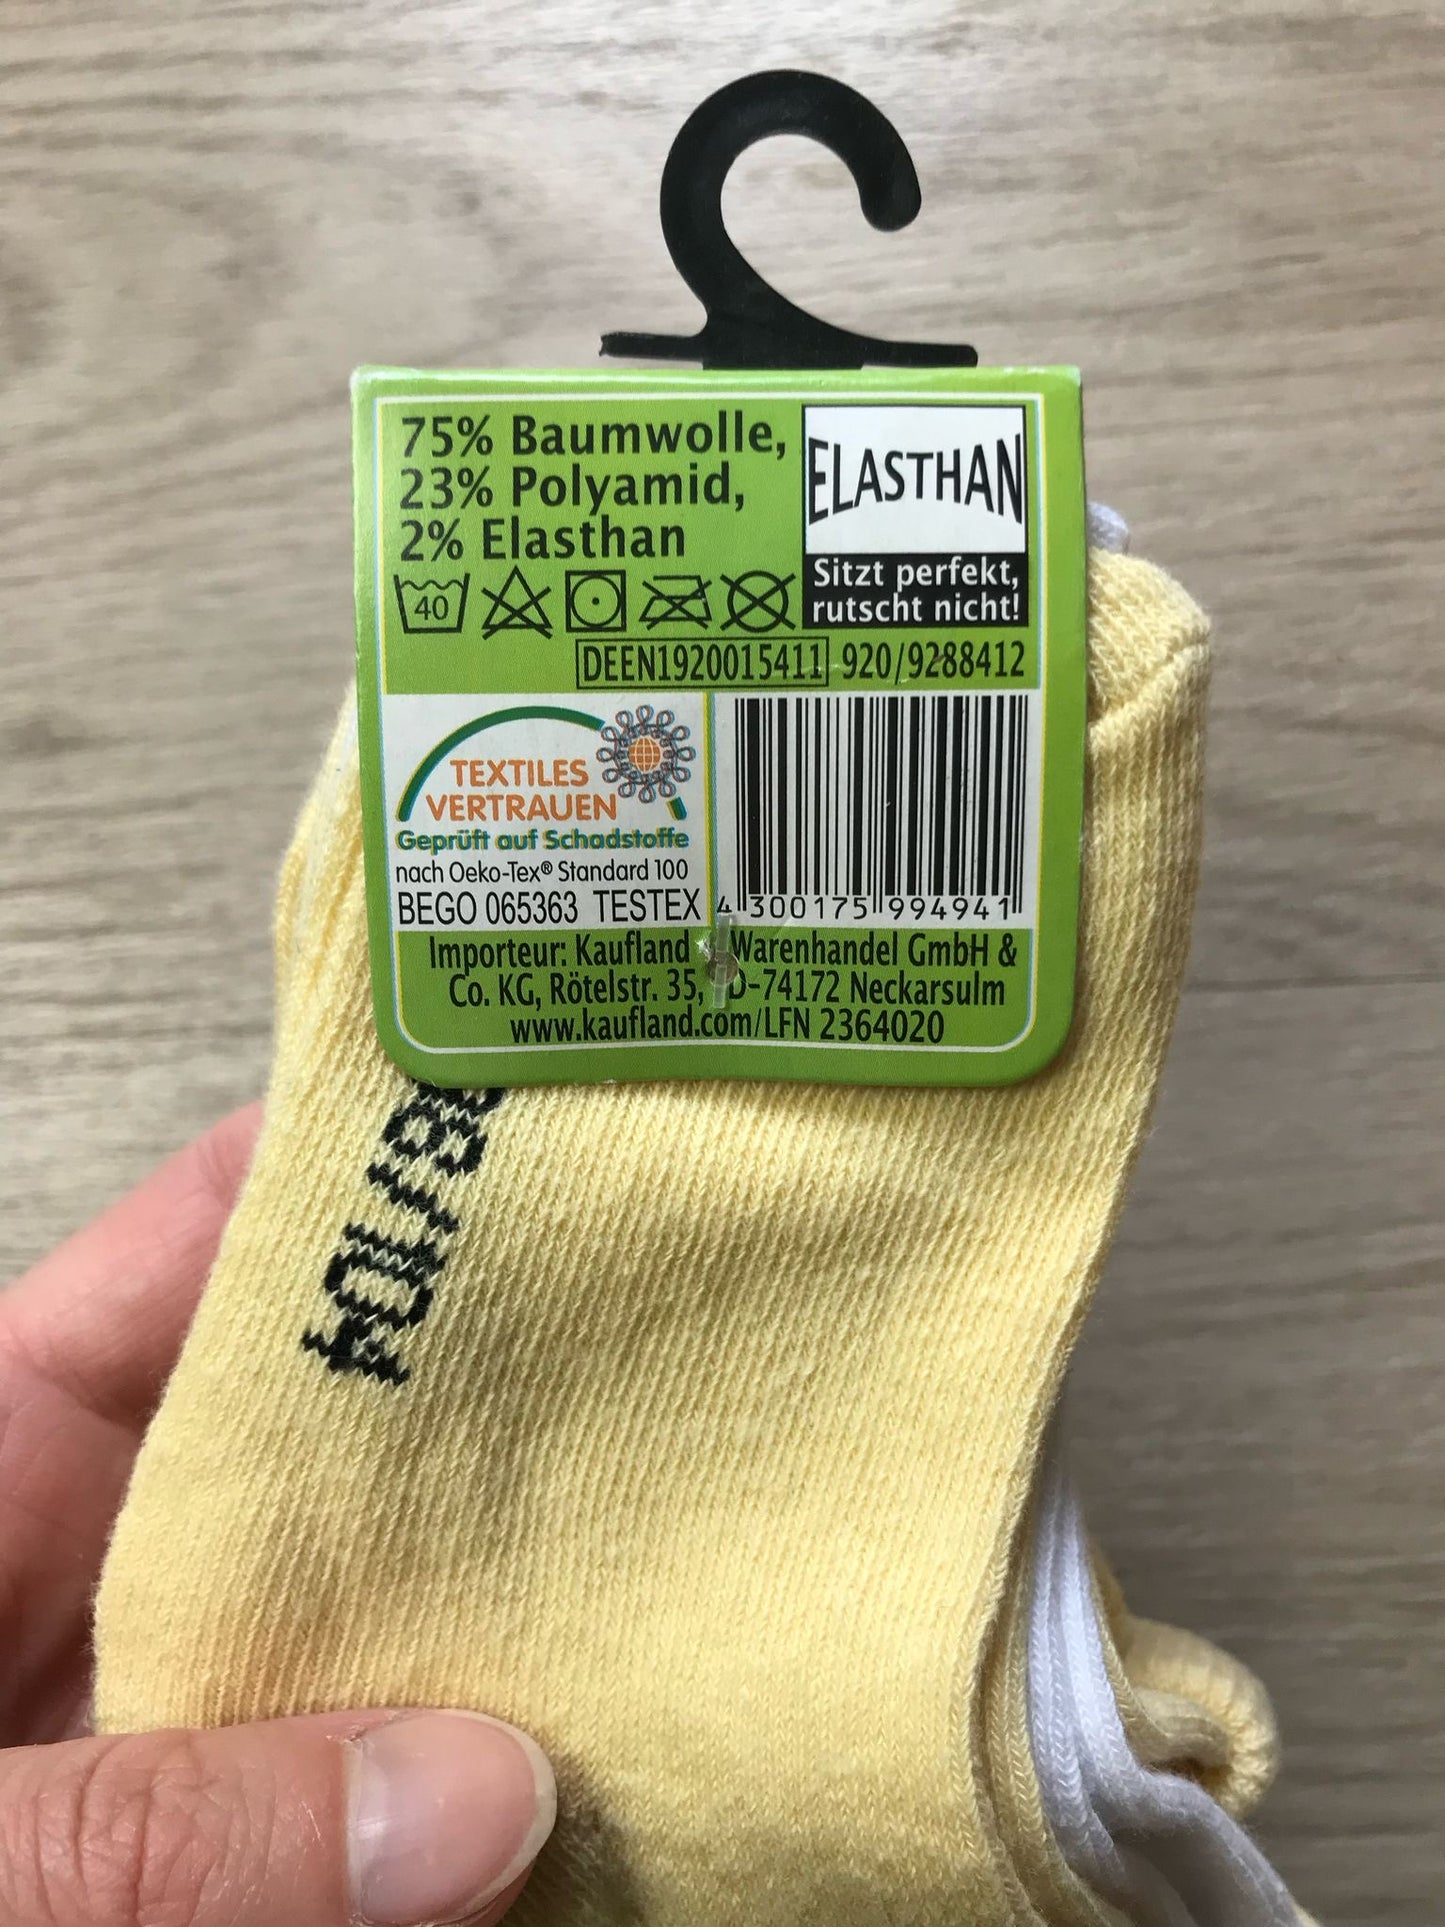 75% Baumwolle,
23% Polyamid,
2% Elasthan
ELASTHAN
Sitzt perfekt,
rutscht nicht!
40
DEEN1920015411 920/9288412
TEXTILES
VERTRAUEN
Geprüft auf Schadstoffe
nach Oeko-Tex® Standard 100
BEGO 065363 TESTEX
4 300175 994941
Importeur: Kaufland Warenhandel GmbH &
Co. KG, Rötelstr. 35, D-74172 Neckarsulm
www.kaufland.com/LFN 2364020